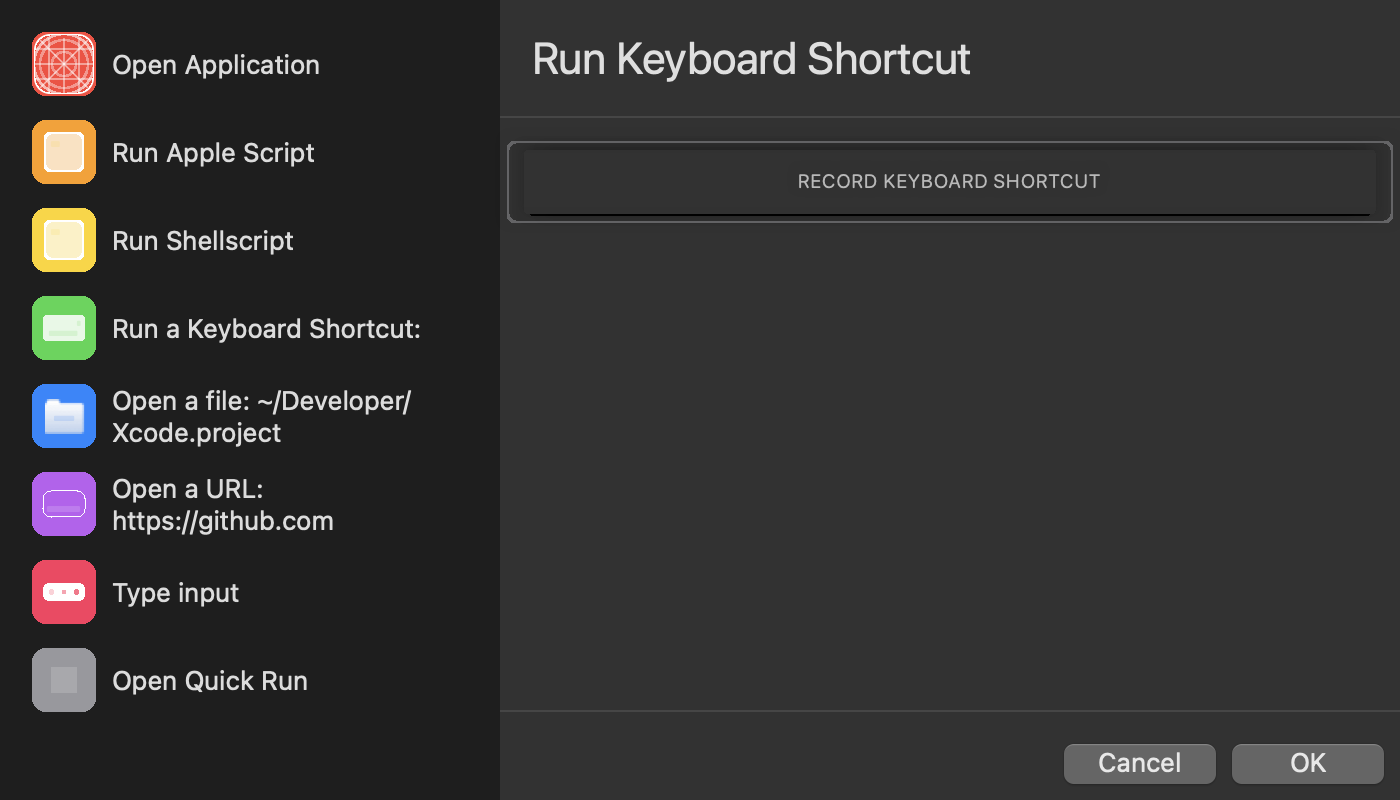 Open Application
Run Apple Script
Run Shellscript
Run a Keyboard Shortcut:
Open a file: ~/Developer/
Xcode.project
Open a URL:
https://github.com
Type input
Open Quick Run
Run Keyboard Shortcut
RECORD KEYBOARD SHORTCUT
Cancel
OK